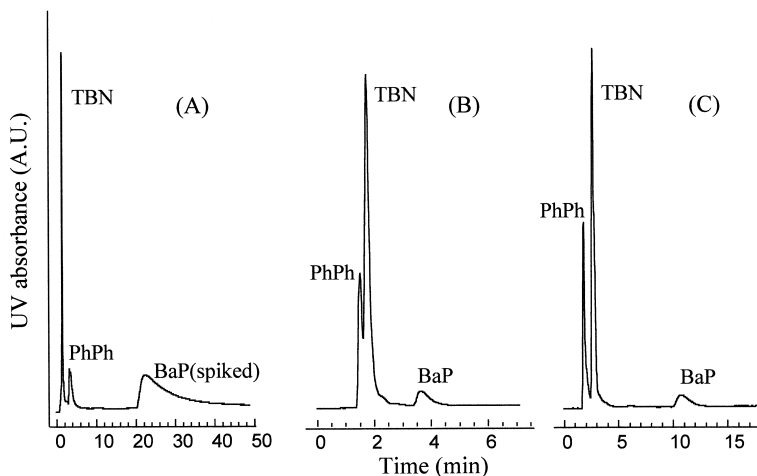 TBN
(A)
PhPh
BaP(spiked)
0 10 20 30 40 50
TBN
(B)
PhPh
BaP
0 2 4 6
TBN
(C)
PhPh
BaP
0 5 10 15
UV absorbance (A.U.)
Time (min)